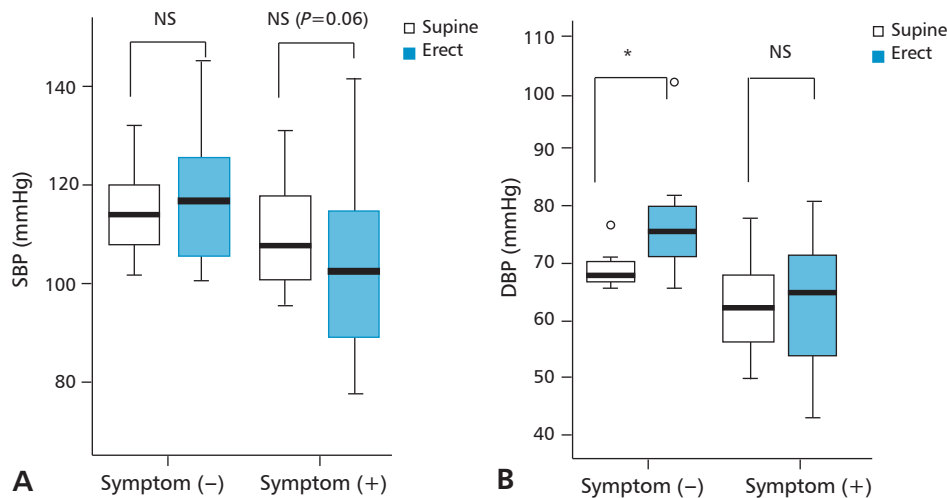 NS
NS (P=0.06)
Supine
Erect
140
120
100
80
SBP (mmHg)
Symptom (−)
Symptom (+)
A
Supine
Erect
*
NS
110
100
90
80
70
60
50
40
DBP (mmHg)
Symptom (−)
Symptom (+)
B